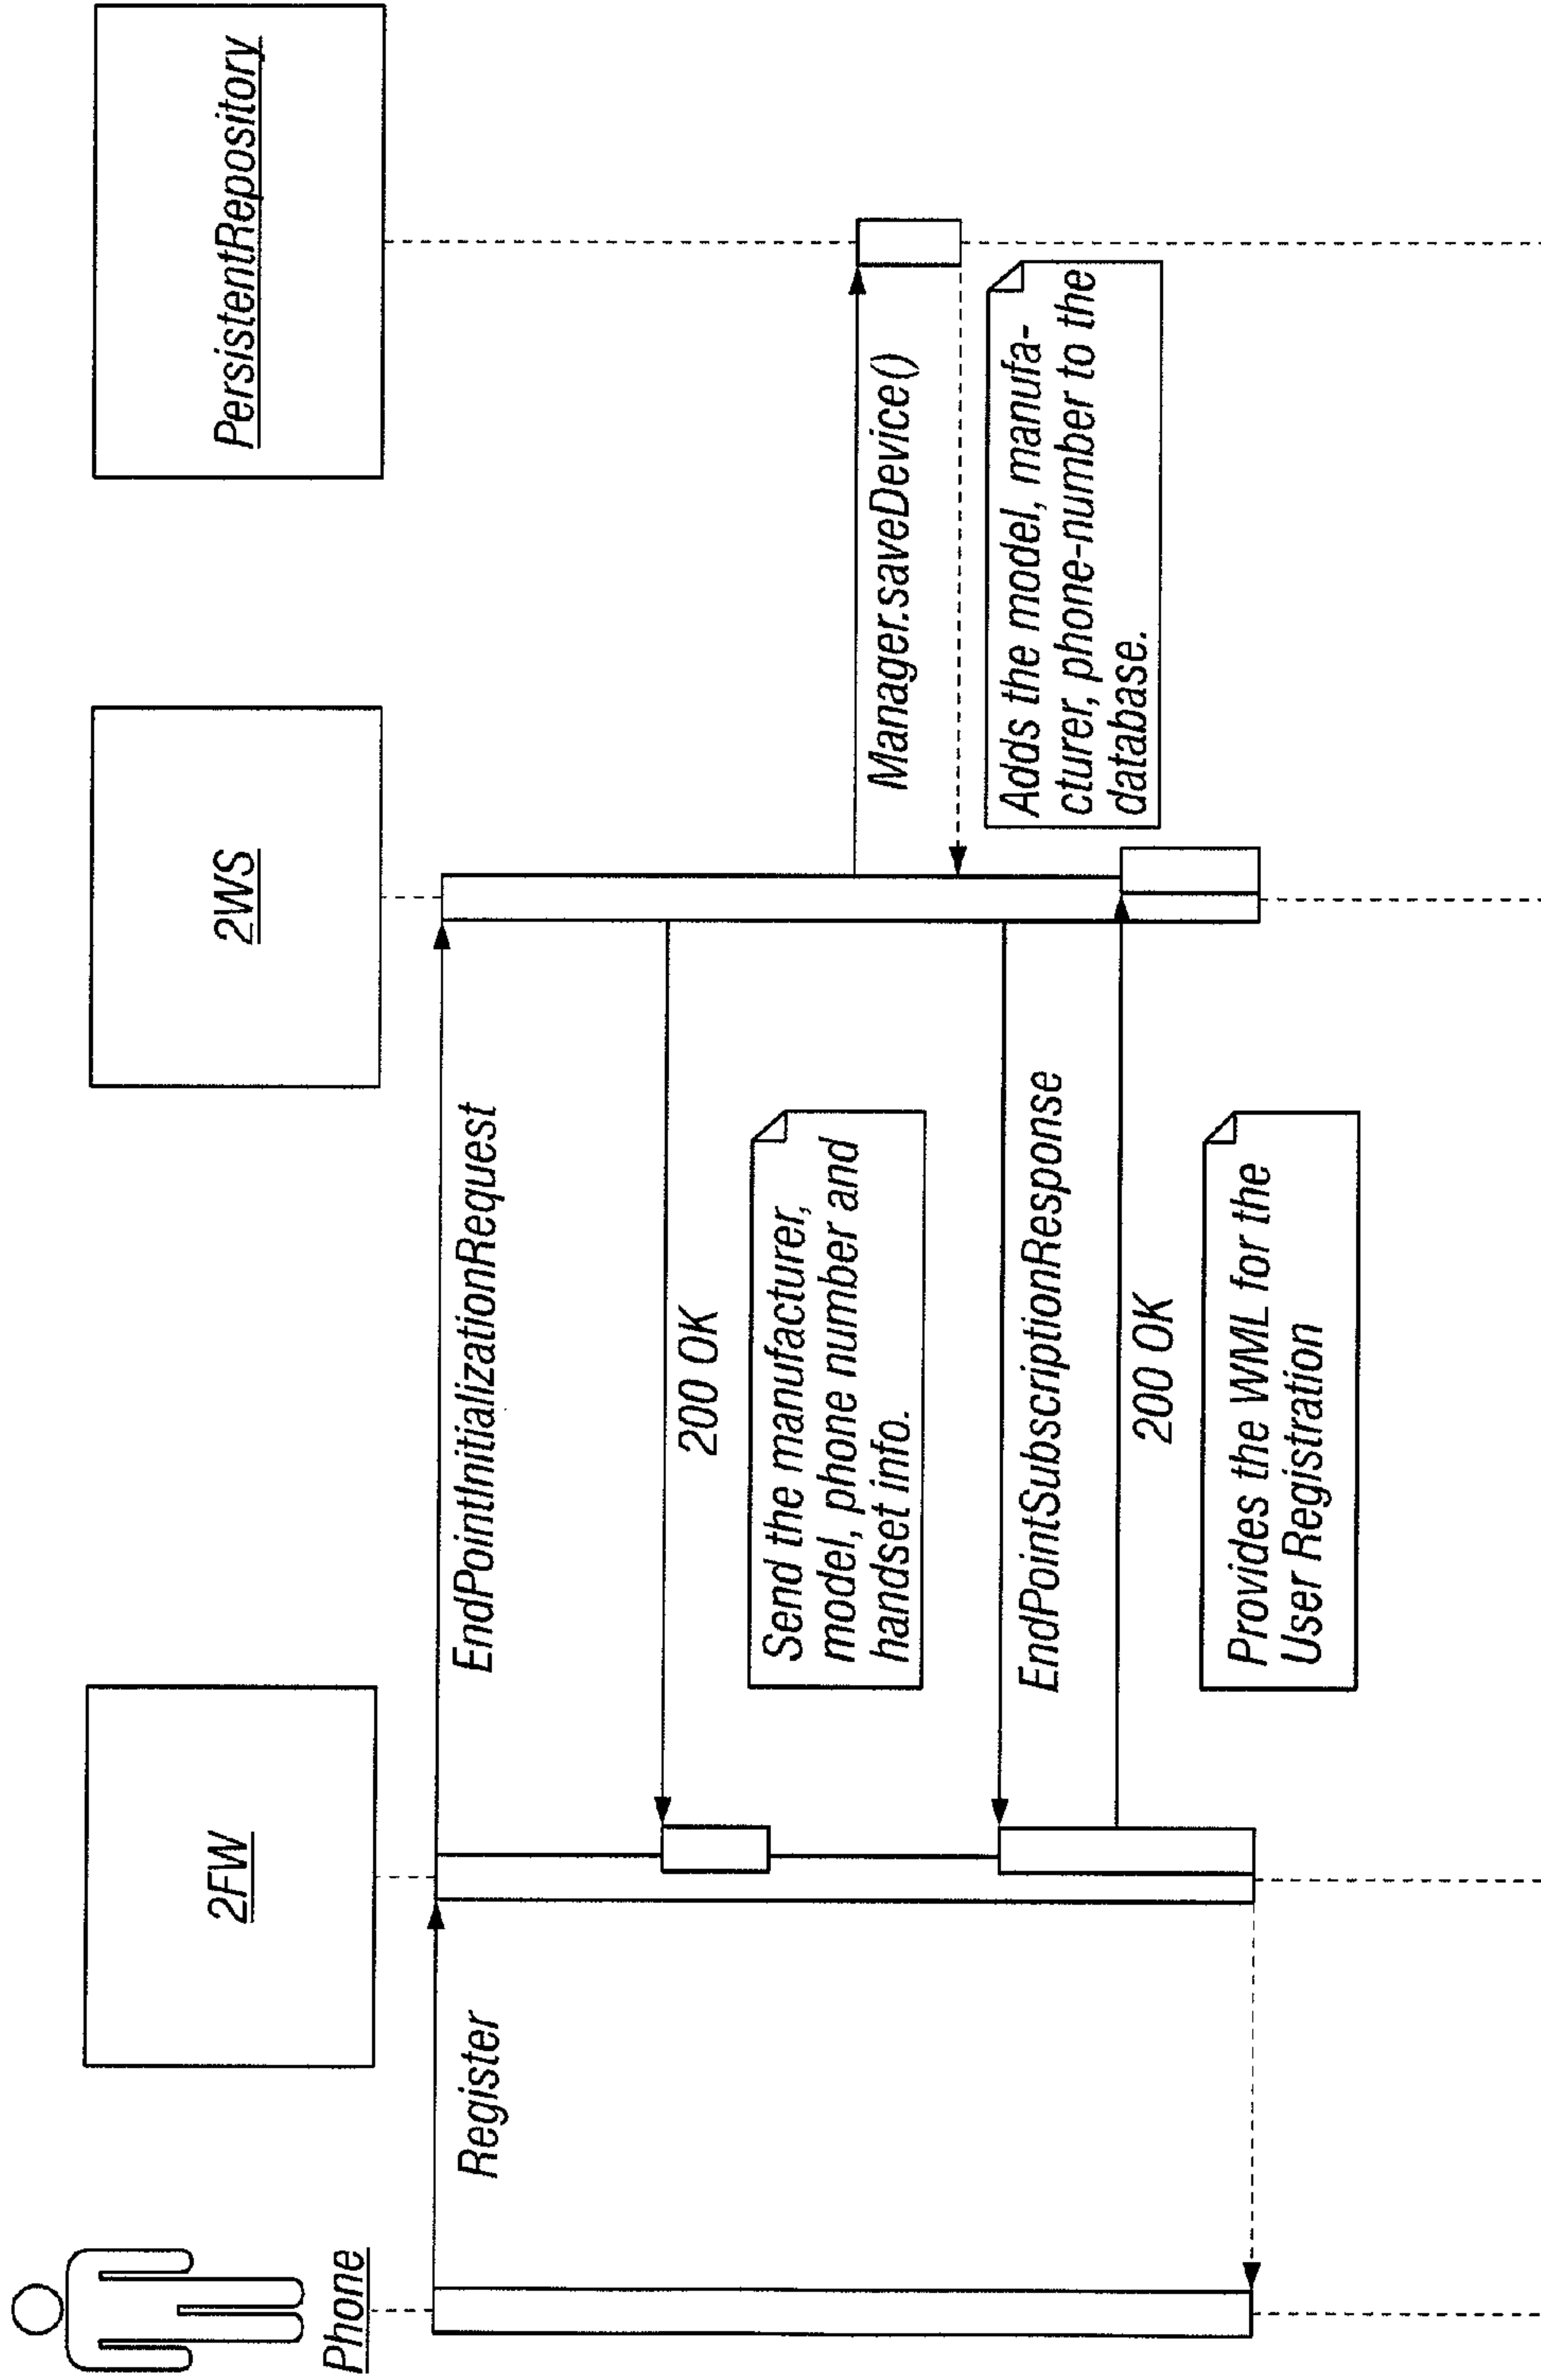 Phone
2FW
2WS
PersistentRepository
Register
EndPointInitializationRequest
200 OK
Send the manufacturer,
model, phone number and
handset info.
Manager.saveDevice()
Adds the model, manufa-
cturer, phone-number to the
database.
EndPointSubscriptionResponse
200 OK
Provides the WML for the
User Registration